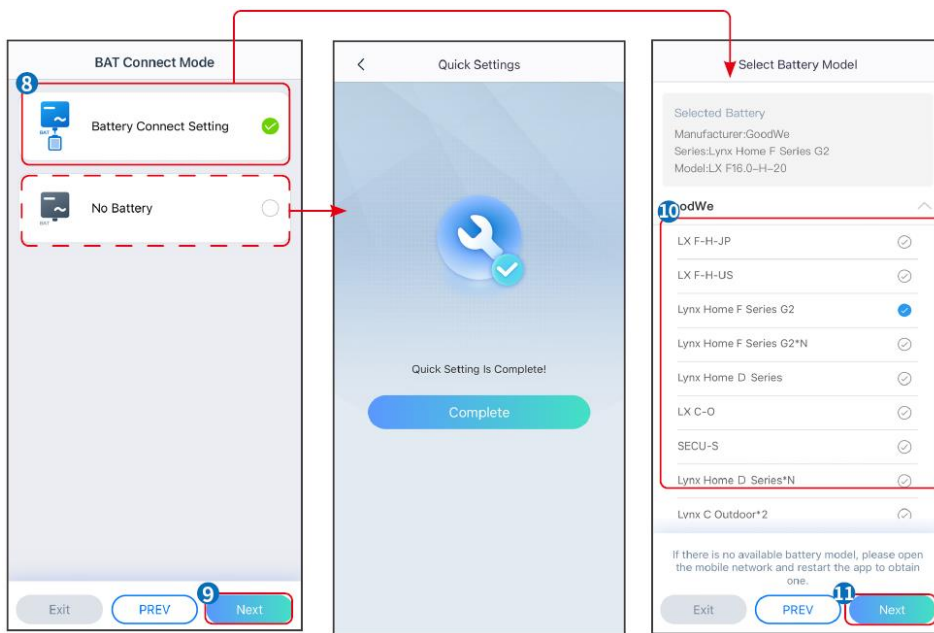 BAT Connect Mode
8
BAT
Battery Connect Setting
BAT
No Battery
9
Exit
PREV
Next
Quick Settings
Quick Setting Is Complete!
Complete
Select Battery Model
Selected Battery
Manufacturer:GoodWe
Series:Lynx Home F Series G2
Model:LX F16.0-H-20
10
odWe
LX F-H-JP
LX F-H-US
Lynx Home F Series G2
Lynx Home F Series G2*N
Lynx Home D Series
LX C-O
SECU-S
Lynx Home D Series*N
Lynx C Outdoor*2
If there is no available battery model, please open
the mobile network and restart the app to obtain
one.
11
Exit
PREV
Next